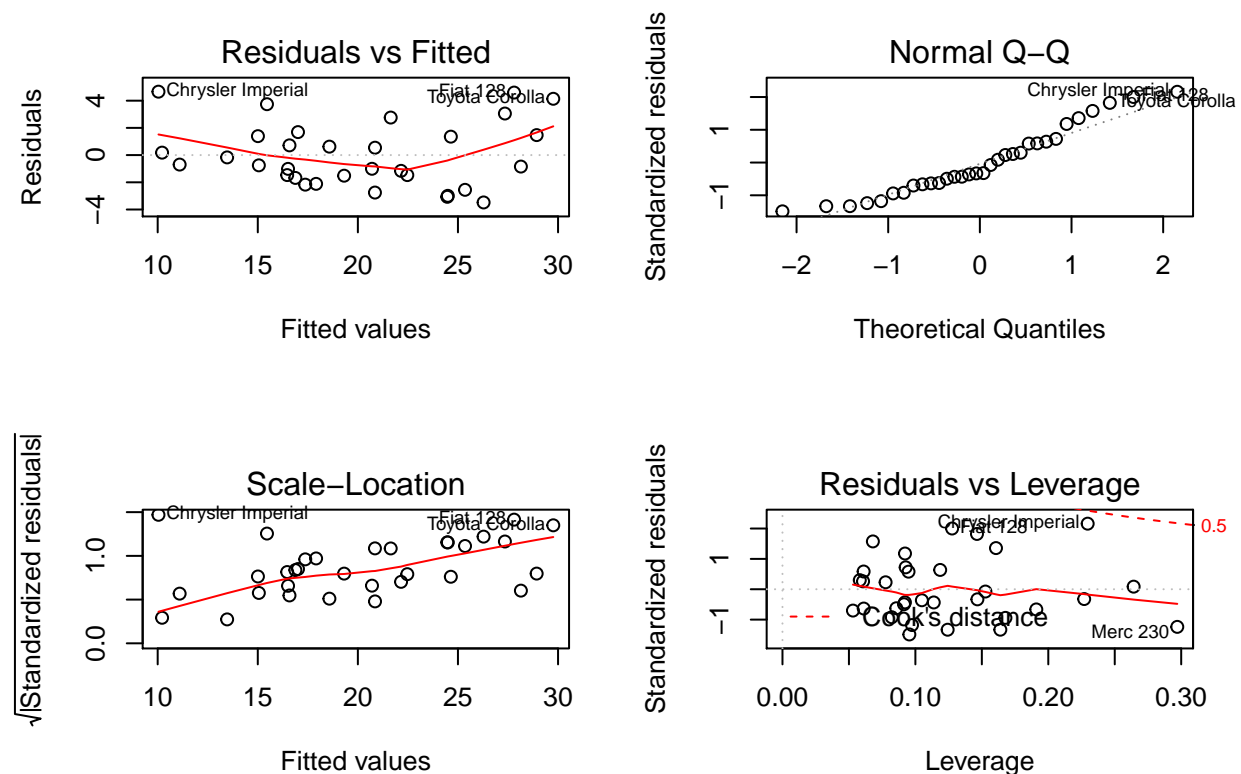 Residuals vs Fitted
Residuals
4
0
−4
Chrysler Imperial
Fiat 128
Toyota Corolla
10 15 20 25 30
Fitted values
Normal Q−Q
Standardized residuals
1
−1
Chrysler Imperial
Fiat 128
Toyota Corolla
−2 −1 0 1 2
Theoretical Quantiles
Scale−Location
√|Standardized residuals|
1.0
0.0
Chrysler Imperial
Fiat 128
Toyota Corolla
10 15 20 25 30
Fitted values
Residuals vs Leverage
Standardized residuals
1
−1
Chrysler Imperial
Fiat 128
0.5
Cook's distance
Merc 230
0.00 0.10 0.20 0.30
Leverage